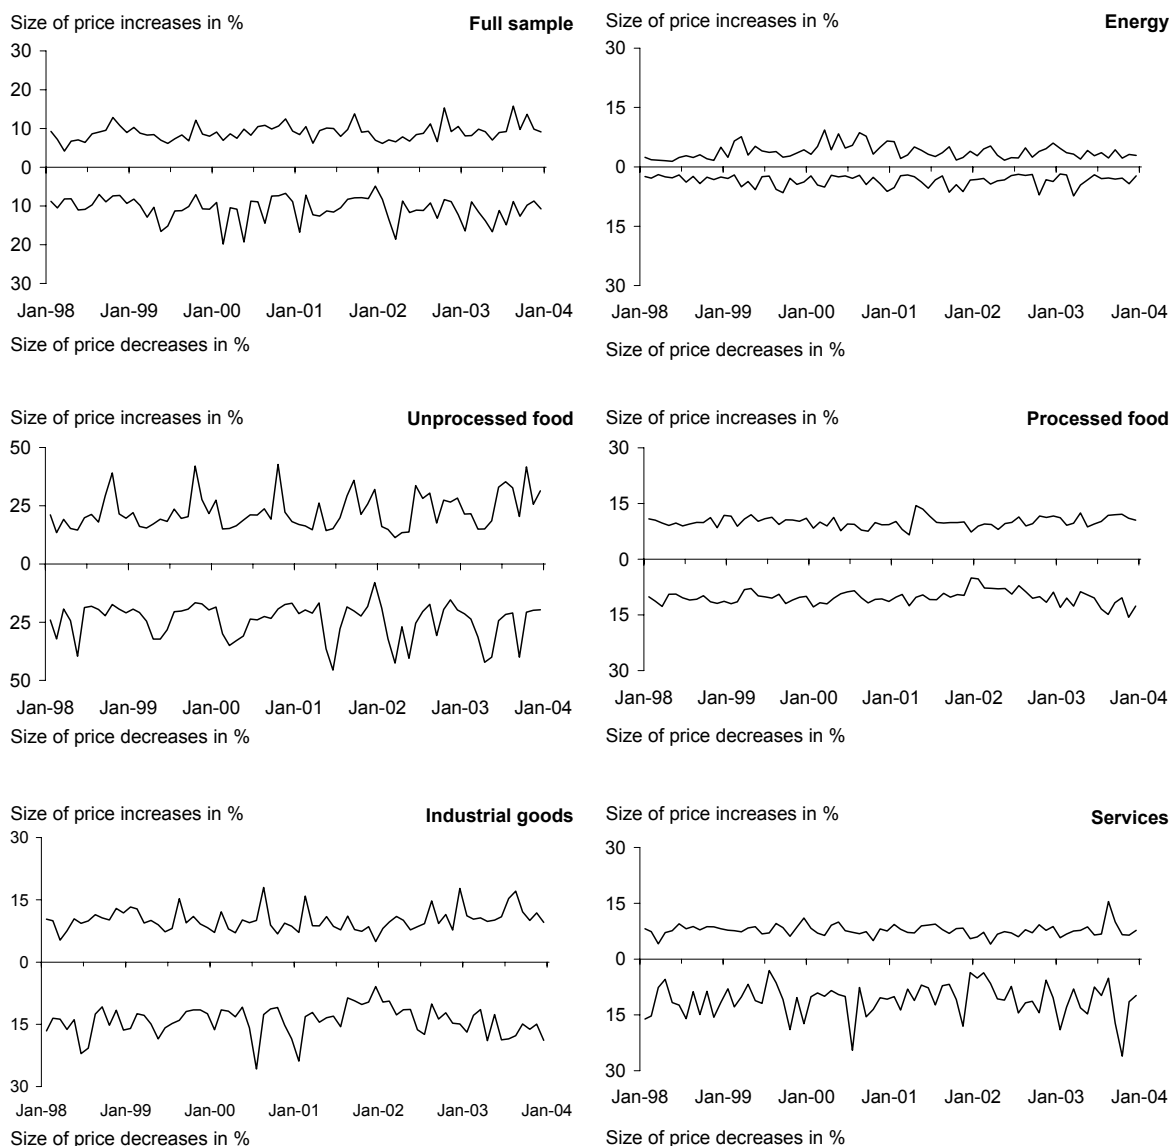 Size of price increases in % Full sample
30
20
10
0
10
20
30
Jan-98 Jan-99 Jan-00 Jan-01 Jan-02 Jan-03 Jan-04
Size of price decreases in %
Size of price increases in % Energy
30
15
0
15
30
Jan-98 Jan-99 Jan-00 Jan-01 Jan-02 Jan-03 Jan-04
Size of price decreases in %
Size of price increases in % Unprocessed food
50
25
0
25
50
Jan-98 Jan-99 Jan-00 Jan-01 Jan-02 Jan-03 Jan-04
Size of price decreases in %
Size of price increases in % Processed food
30
15
0
15
30
Jan-98 Jan-99 Jan-00 Jan-01 Jan-02 Jan-03 Jan-04
Size of price decreases in %
Size of price increases in % Industrial goods
30
15
0
15
30
Jan-98 Jan-99 Jan-00 Jan-01 Jan-02 Jan-03 Jan-04
Size of price decreases in %
Size of price increases in % Services
30
15
0
15
30
Jan-98 Jan-99 Jan-00 Jan-01 Jan-02 Jan-03 Jan-04
Size of price decreases in %